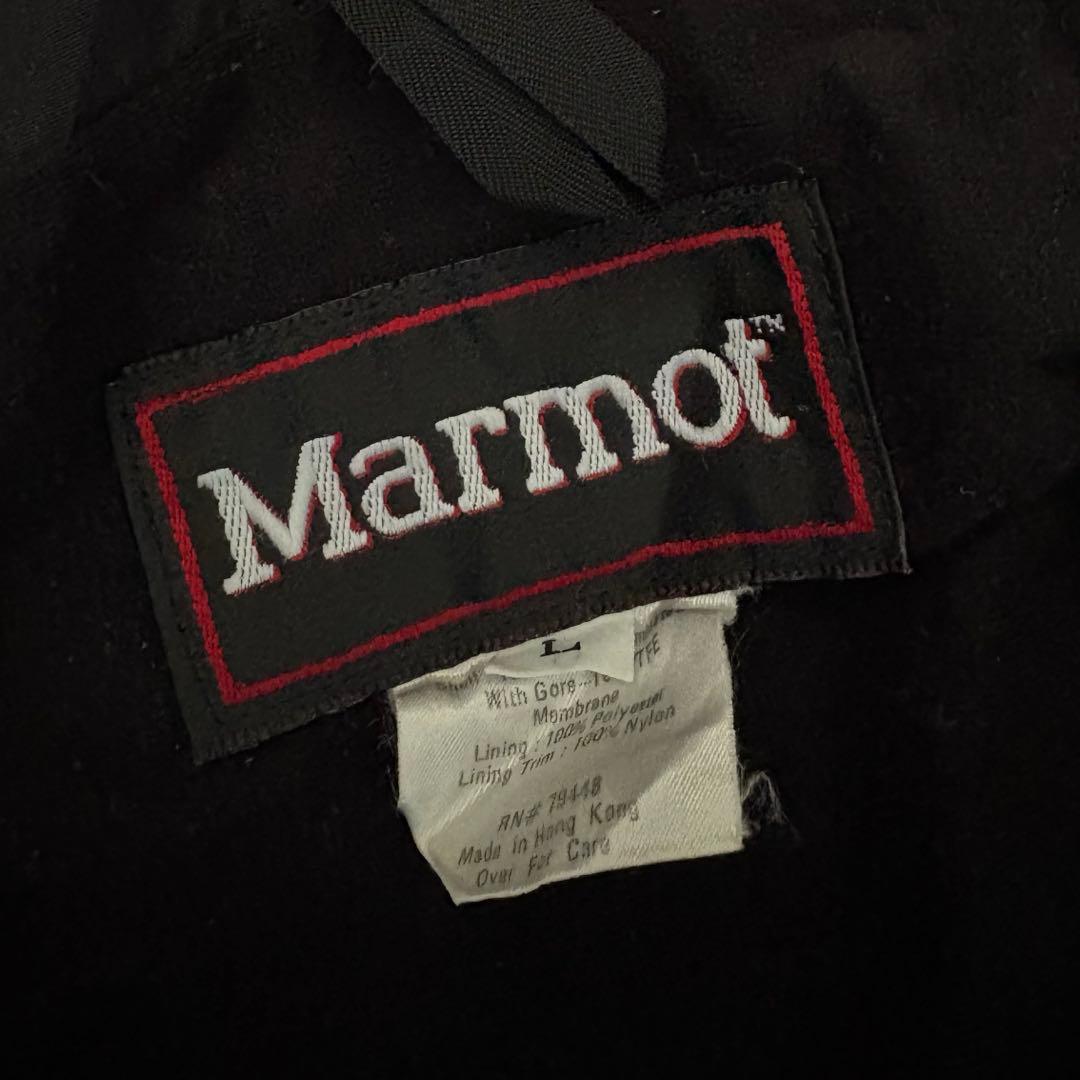 Marmot™
L
With Gore-Te PTFE
Membrane
Lining : 100% Polyester
Lining Trim : 100% Nylon
RN# 79448
Made in Hong Kong
Over For Care